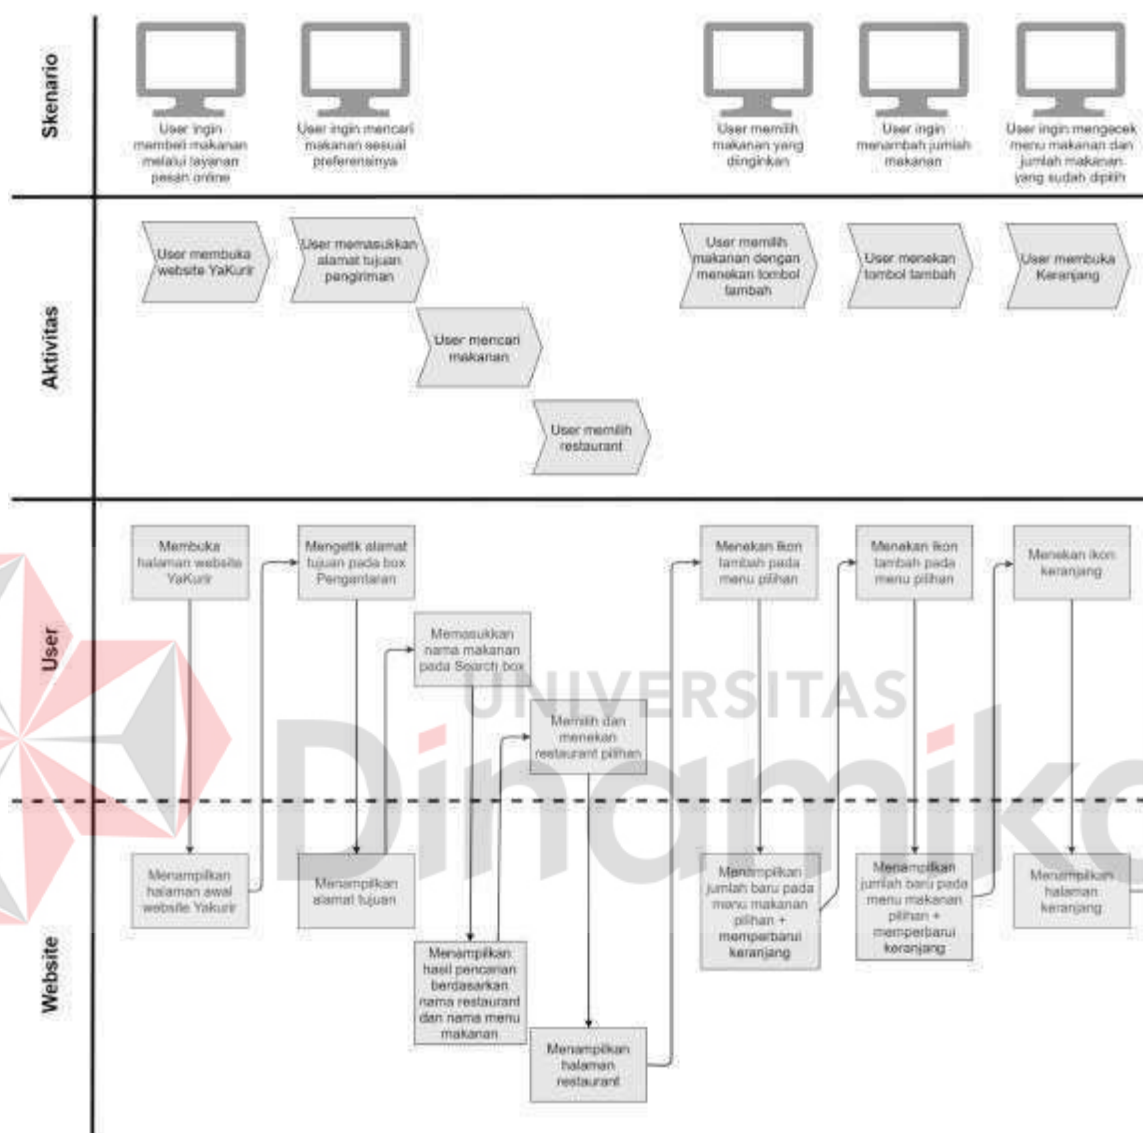 Skenario
User ingin
membeli makanan
melalui layanan
pesan online
User ingin mencari
makanan sesuai
preferensinya
User memilih
makanan yang
diinginkan
User ingin
menambah jumlah
makanan
User ingin mengecek
menu makanan dan
jumlah makanan
yang sudah dipilih
Aktivitas
User membuka
website YaKurir
User memasukkan
alamat tujuan
pengiriman
User mencari
makanan
User memilih
restaurant
User memilih
makanan dengan
menekan tombol
tambah
User menekan
tombol tambah
User membuka
Keranjang
User
Membuka
halaman website
YaKurir
Mengetik alamat
tujuan pada box
Pengantaran
Memasukkan
nama makanan
pada Search box
Memilih dan
menekan
restaurant pilihan
Menekan ikon
tambah pada
menu pilihan
Menekan ikon
tambah pada
menu pilihan
Menekan ikon
keranjang
UNIVERSITAS
Dinamika
Website
Menampilkan
halaman awal
website Yakurir
Menampilkan
alamat tujuan
Menampilkan
hasil pencarian
berdasarkan
nama restaurant
dan nama menu
makanan
Menampilkan
halaman
restaurant
Menampilkan
jumlah baru pada
menu makanan
pilihan +
memperbarui
keranjang
Menampilkan
jumlah baru pada
menu makanan
pilihan +
memperbarui
keranjang
Menampilkan
halaman
keranjang